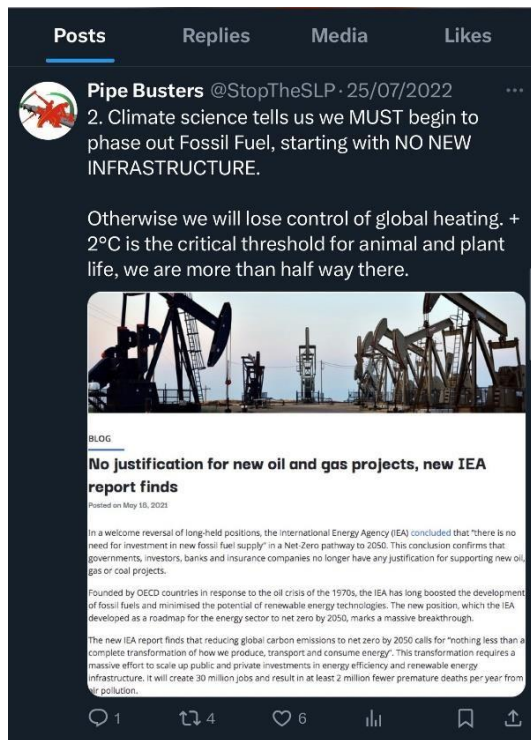 Posts Replies Media Likes
Pipe Busters @StopTheSLP · 25/07/2022 ···
2. Climate science tells us we MUST begin to
phase out Fossil Fuel, starting with NO NEW
INFRASTRUCTURE.
Otherwise we will lose control of global heating. +
2°C is the critical threshold for animal and plant
life, we are more than half way there.
BLOG
No justification for new oil and gas projects, new IEA
report finds
Posted on May 18, 2021
In a welcome reversal of long-held positions, the International Energy Agency (IEA) concluded that "there is no
need for investment in new fossil fuel supply" in a Net-Zero pathway to 2050. This conclusion confirms that
governments, investors, banks and insurance companies no longer have any justification for supporting new oil,
gas or coal projects.
Founded by OECD countries in response to the oil crisis of the 1970s, the IEA has long boosted the development
of fossil fuels and minimised the potential of renewable energy technologies. The new position, which the IEA
developed as a roadmap for the energy sector to net zero by 2050, marks a massive breakthrough.
The new IEA report finds that reducing global carbon emissions to net zero by 2050 calls for "nothing less than a
complete transformation of how we produce, transport and consume energy". This transformation requires a
massive effort to scale up public and private investments in energy efficiency and renewable energy
infrastructure. It will create 30 million jobs and result in at least 2 million fewer premature deaths per year from
air pollution.
1 4 6